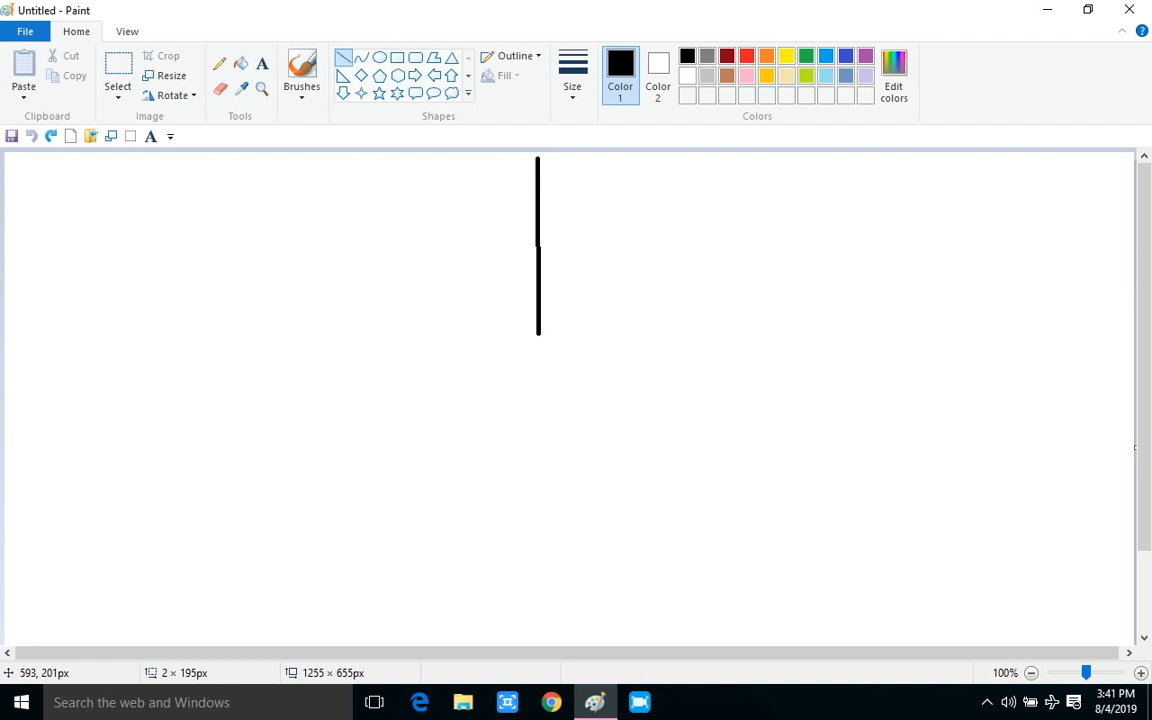 Untitled - Paint
File Home View
Paste
Cut
Copy
Clipboard
Select
Crop
Resize
Rotate
Image
A
Tools
Brushes
Outline
Fill
Shapes
Size
Color 1
Color 2
Edit colors
Colors
A
593, 201px 2 × 195px 1255 × 655px 100%
Search the web and Windows
3:41 PM
8/4/2019